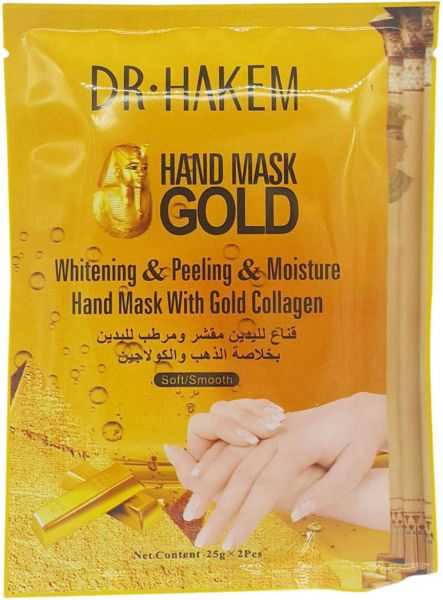 DR·HAKEM
HAND MASK
GOLD
Whitening & Peeling & Moisture
Hand Mask With Gold Collagen
قناع لليدين مقشر ومرطب لليدين
بخلاصة الذهب والكولاجين
Soft/Smooth
Net Content 25g×2Pcs